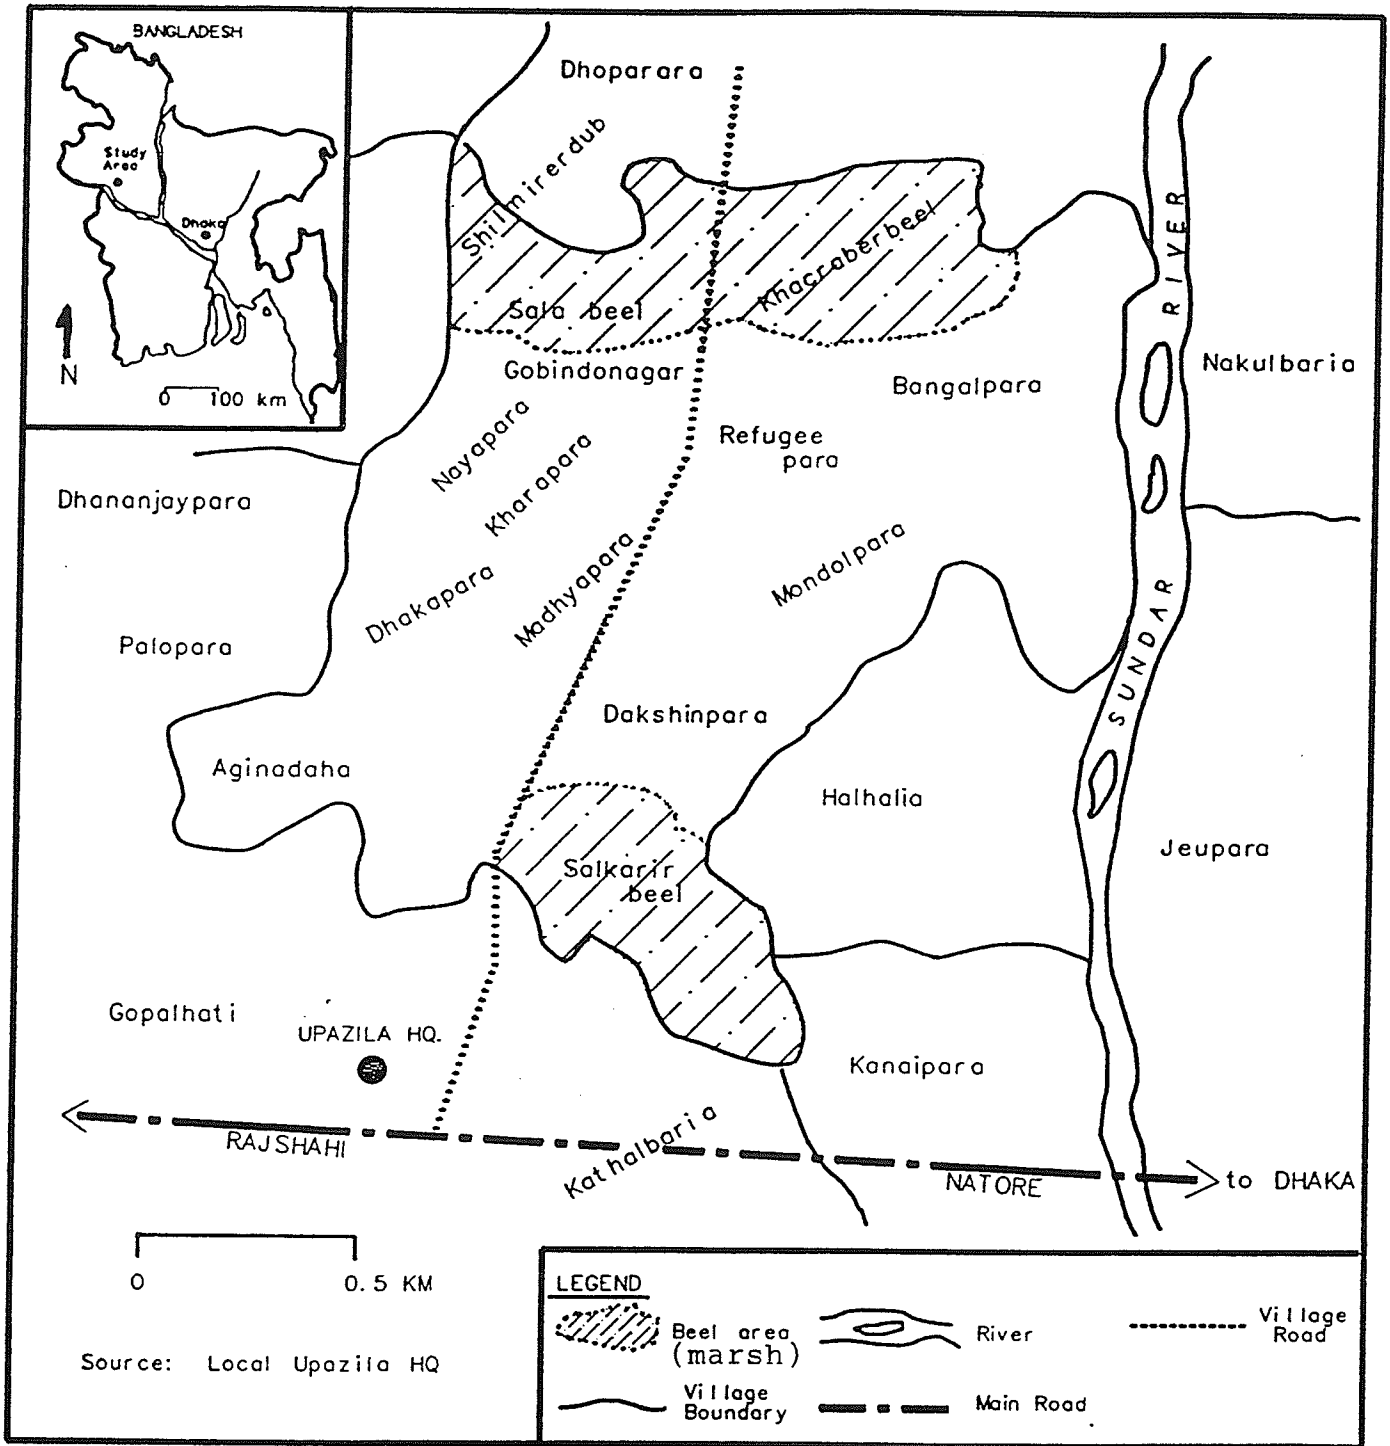 BANGLADESH
Study
Area
Dhaka
N
0 100 km
Dhoparara
Shilmirerdub
Khacraberbeel
Sala beel
Gobindonagar
Bangalpara
Nakulbaria
RIVER
Nayapara
Refugee
para
Kharapara
Dhananjaypara
Mondolpara
Madhyapara
Dhakapara
Palopara
SUNDAR
Dakshinpara
Aginadaha
Halhalia
Jeupara
Salkarir
beel
Gopalhati
UPAZILA HQ.
Kanaipara
Kathalbaria
RAJSHAHI
NATORE
to DHAKA
0 0.5 KM
Source: Local Upazila HQ
LEGEND
Beel area
(marsh)
River
Village
Road
Village
Boundary
Main Road